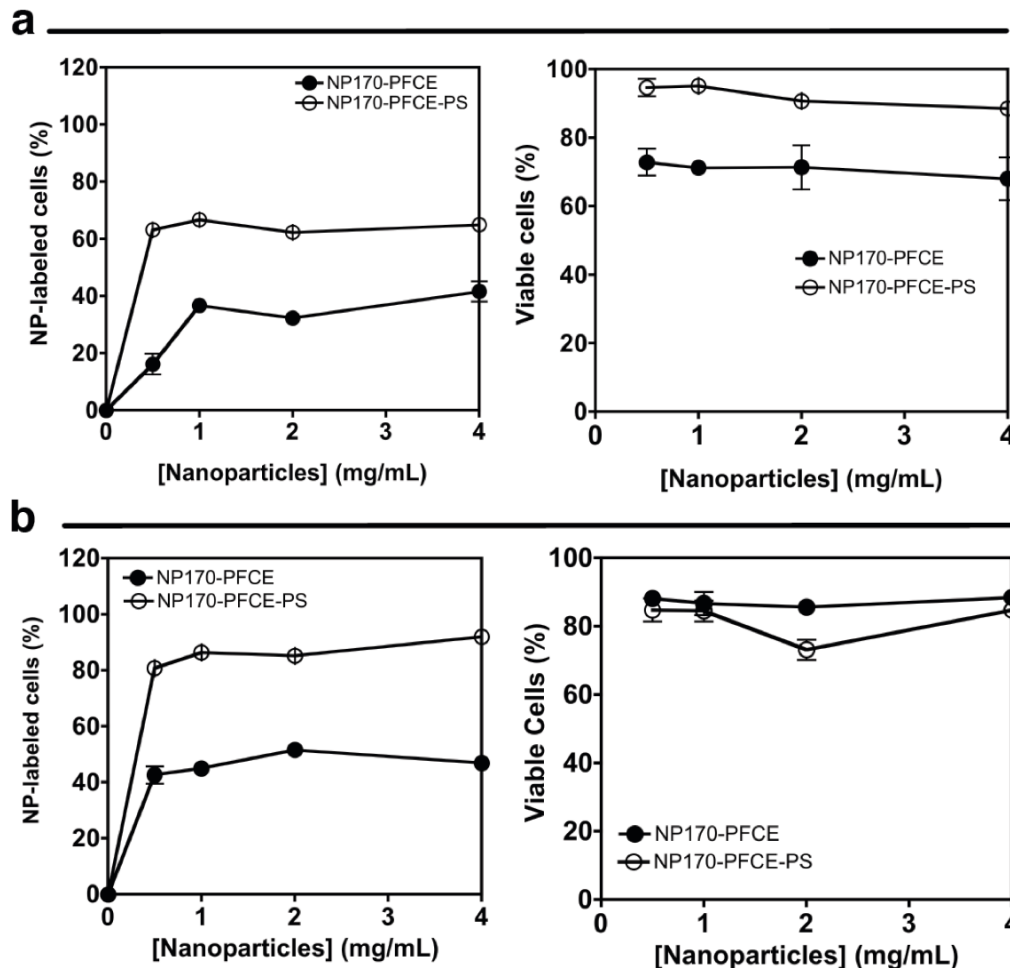 a
120
100
80
60
40
20
0
NP-labeled cells (%)
NP170-PFCE
NP170-PFCE-PS
0 1 2 3 4
[Nanoparticles] (mg/mL)
100
80
60
40
20
0
Viable cells (%)
NP170-PFCE
NP170-PFCE-PS
0 1 2 3 4
[Nanoparticles] (mg/mL)
b
120
100
80
60
40
20
0
NP-labeled cells (%)
NP170-PFCE
NP170-PFCE-PS
0 1 2 3 4
[Nanoparticles] (mg/mL)
100
80
60
40
20
0
Viable Cells (%)
NP170-PFCE
NP170-PFCE-PS
0 1 2 3 4
[Nanoparticles] (mg/mL)